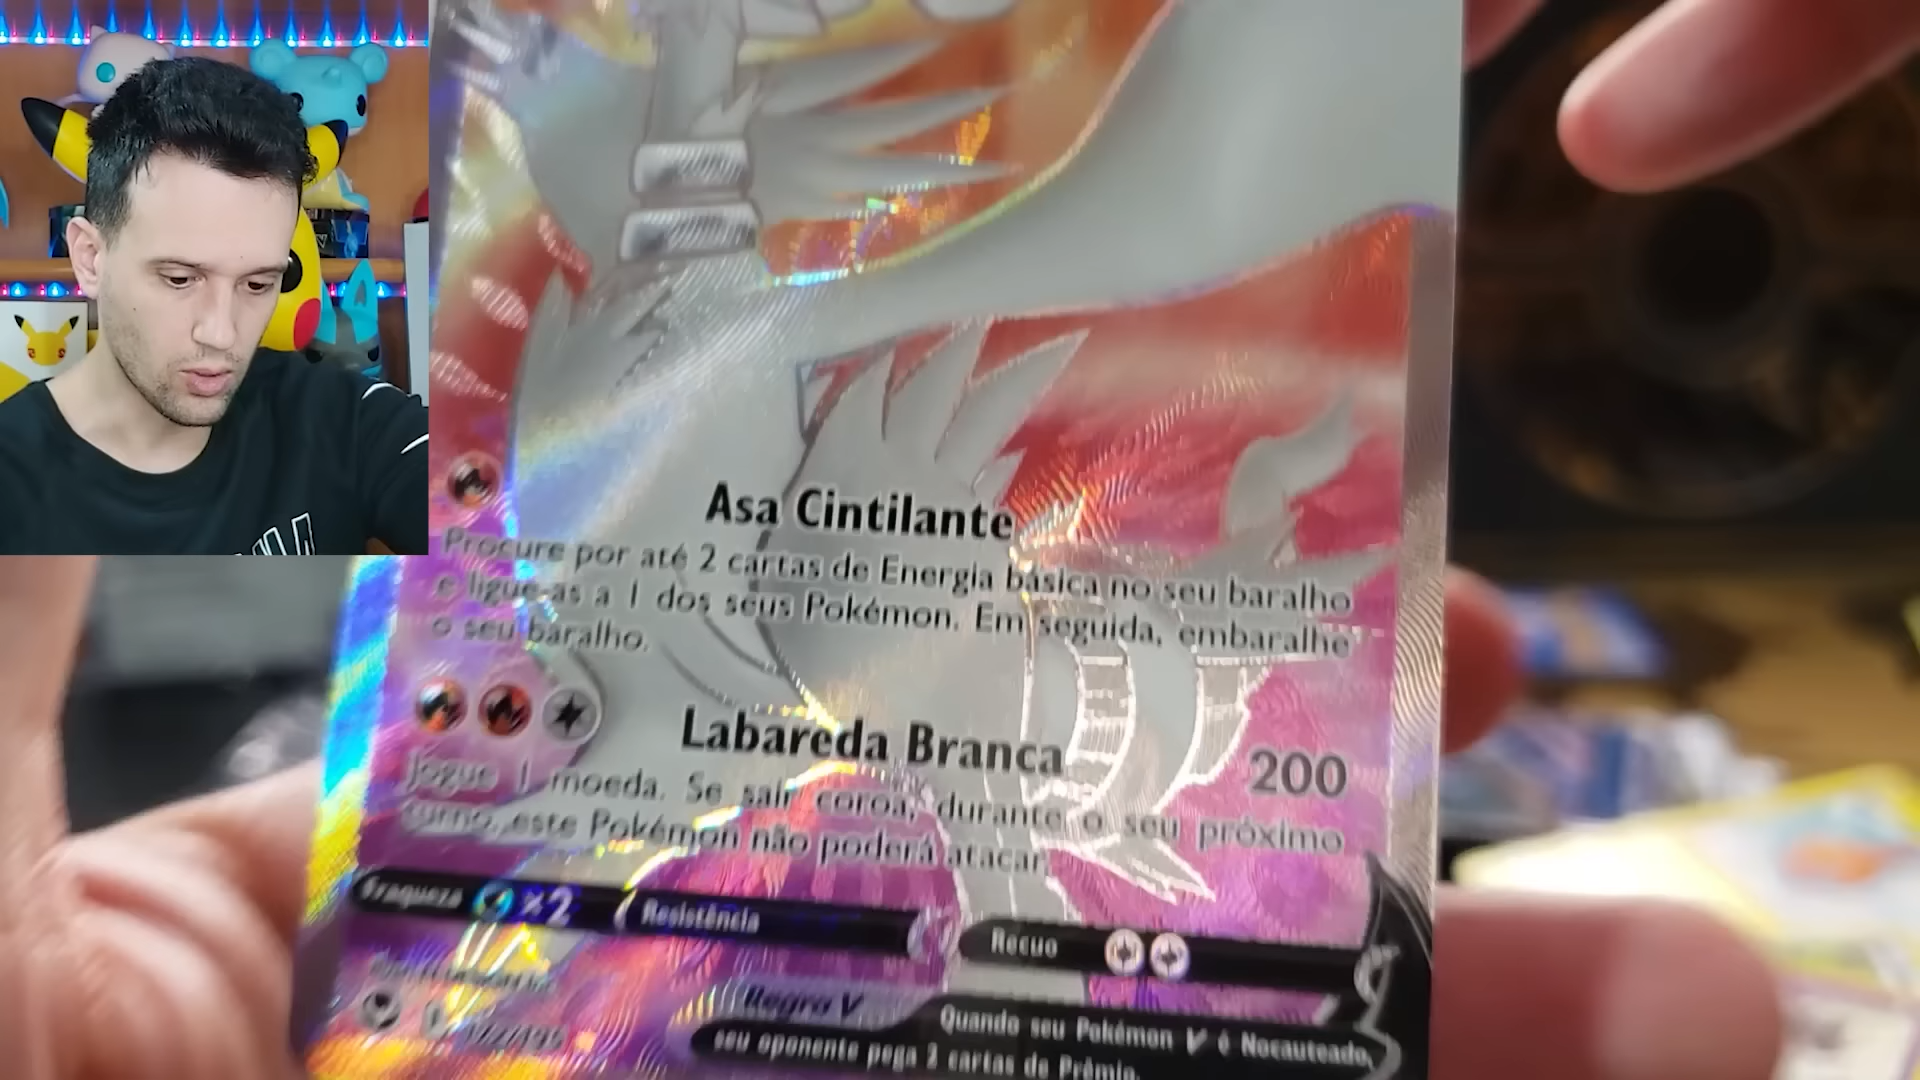 Asa Cintilante
Procure por até 2 cartas de Energia básica no seu baralho
e ligue-as a 1 dos seus Pokémon. Em seguida, embaralhe
o seu baralho.
Labareda Branca
200
Jogue 1 moeda. Se sair coroa, durante o seu próximo
turno, este Pokémon não poderá atacar.
Fraqueza ×2 Resistência Recuo
Regra V
Quando seu Pokémon V é Nocauteado,
seu oponente pega 2 cartas de Prêmio.